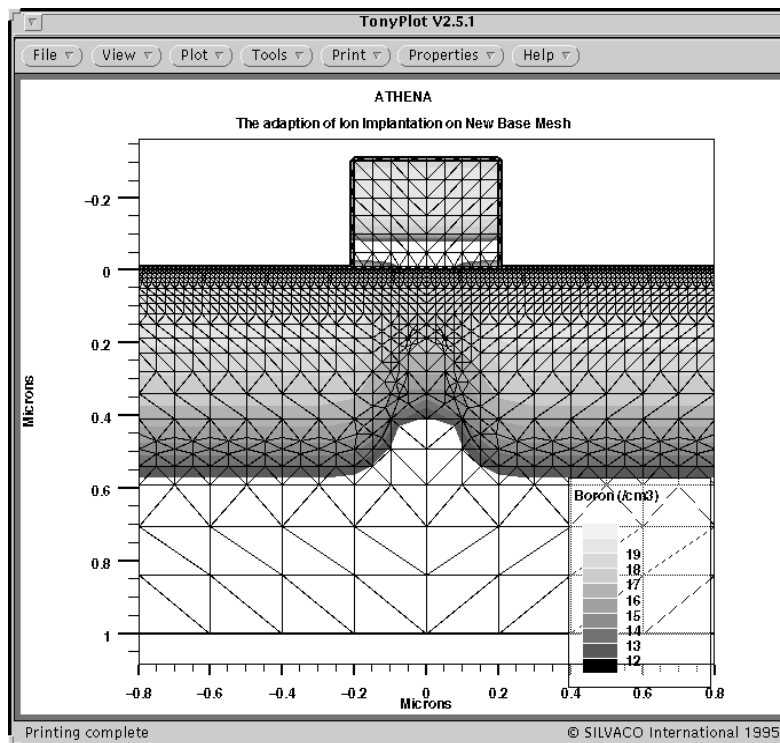 TonyPlot V2.5.1
File View Plot Tools Print Properties Help
ATHENA
The adaption of Ion Implantation on New Base Mesh
-0.2
0
0.2
0.4
0.6
0.8
1
Microns
-0.8 -0.6 -0.4 -0.2 0 0.2 0.4 0.6 0.8
Microns
Boron (/cm3)
19
18
17
16
15
14
13
12
Printing complete
© SILVACO International 1995